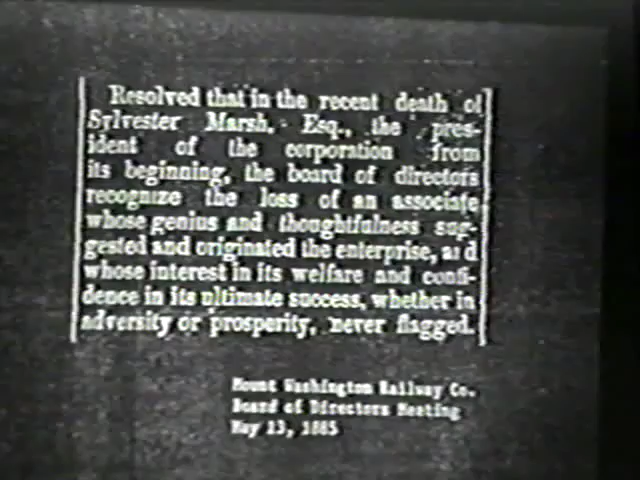 Resolved that in the recent death of
Sylvester Marsh, Esq., the pres-
ident of the corporation from
its beginning, the board of directors
recognize the loss of an associate
whose genius and thoughtfulness sug-
gested and originated the enterprise, and
whose interest in its welfare and confi-
dence in its ultimate success, whether in
adversity or prosperity, never flagged.
Mount Washington Railway Co.
Board of Directors Meeting
May 13, 1885